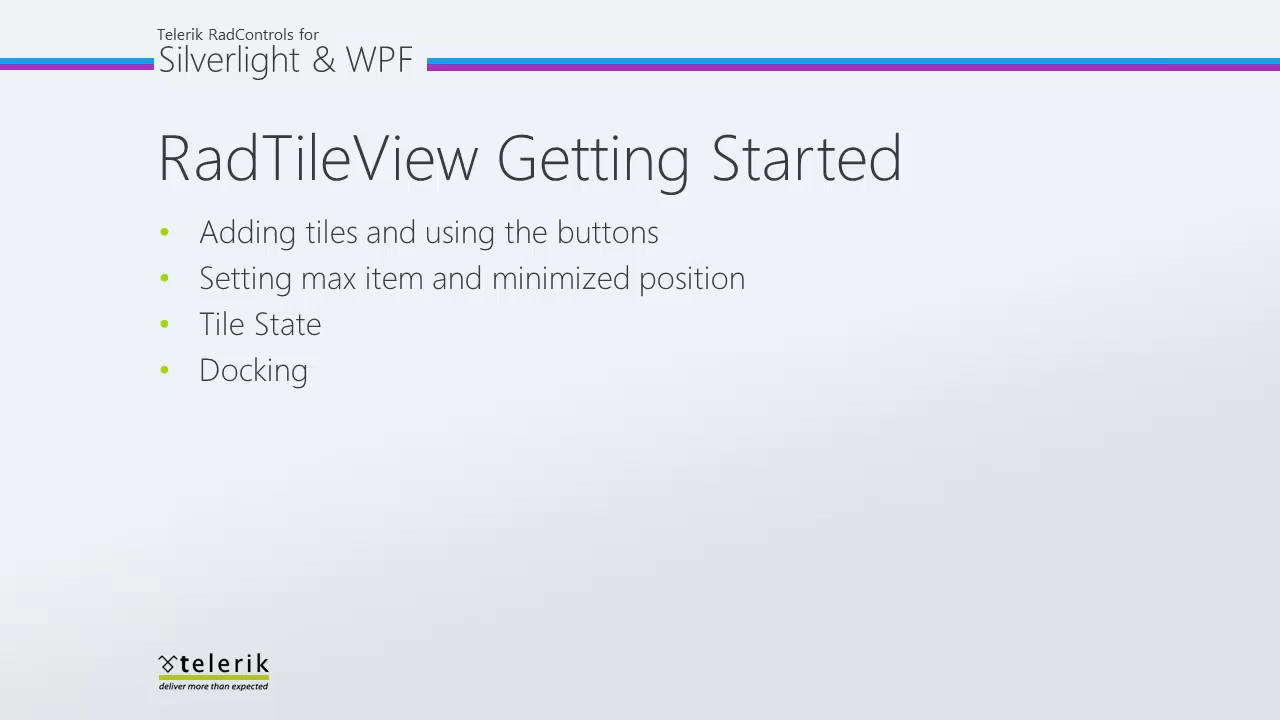 Telerik RadControls for
Silverlight & WPF
RadTileView Getting Started
• Adding tiles and using the buttons
• Setting max item and minimized position
• Tile State
• Docking
telerik
deliver more than expected